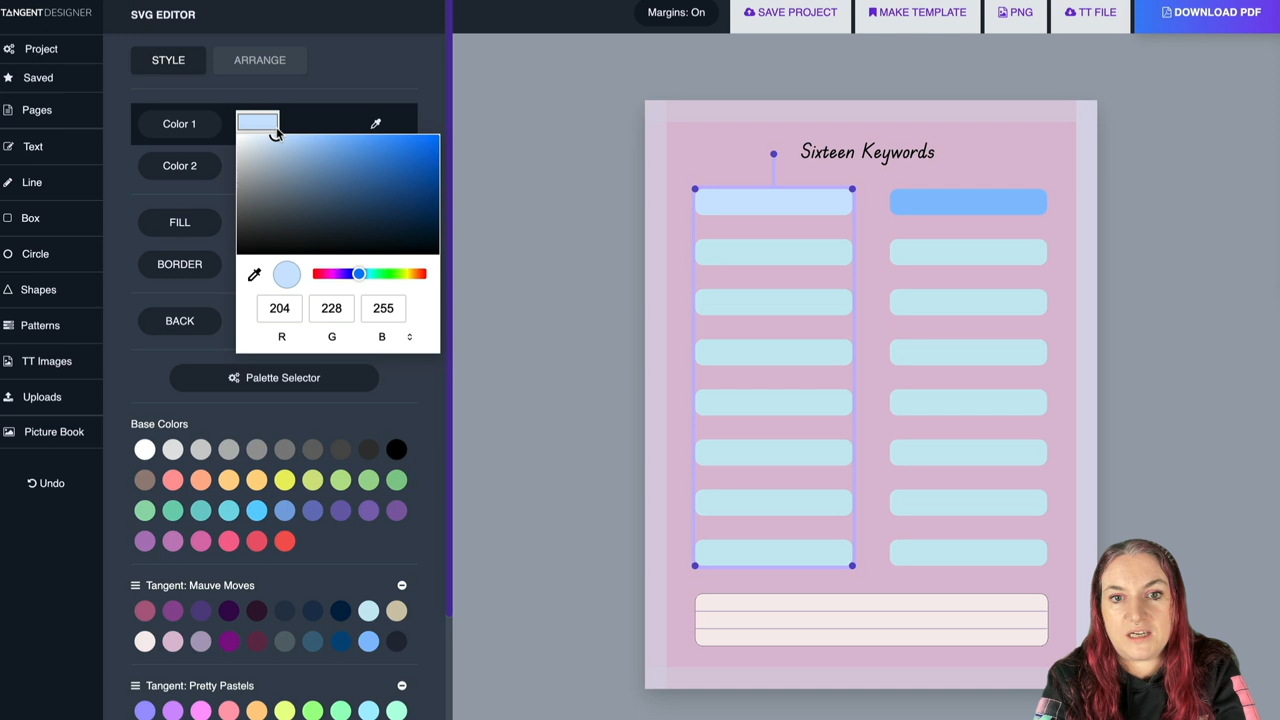 TANGENTDESIGNER
SVG EDITOR
Margins: On
SAVE PROJECT
MAKE TEMPLATE
PNG
TT FILE
DOWNLOAD PDF
Project
Saved
Pages
Text
Line
Box
Circle
Shapes
Patterns
TT Images
Uploads
Picture Book
Undo
STYLE
ARRANGE
Color 1
Color 2
FILL
BORDER
BACK
204
228
255
R
G
B
Palette Selector
Base Colors
Tangent: Mauve Moves
Tangent: Pretty Pastels
Sixteen Keywords